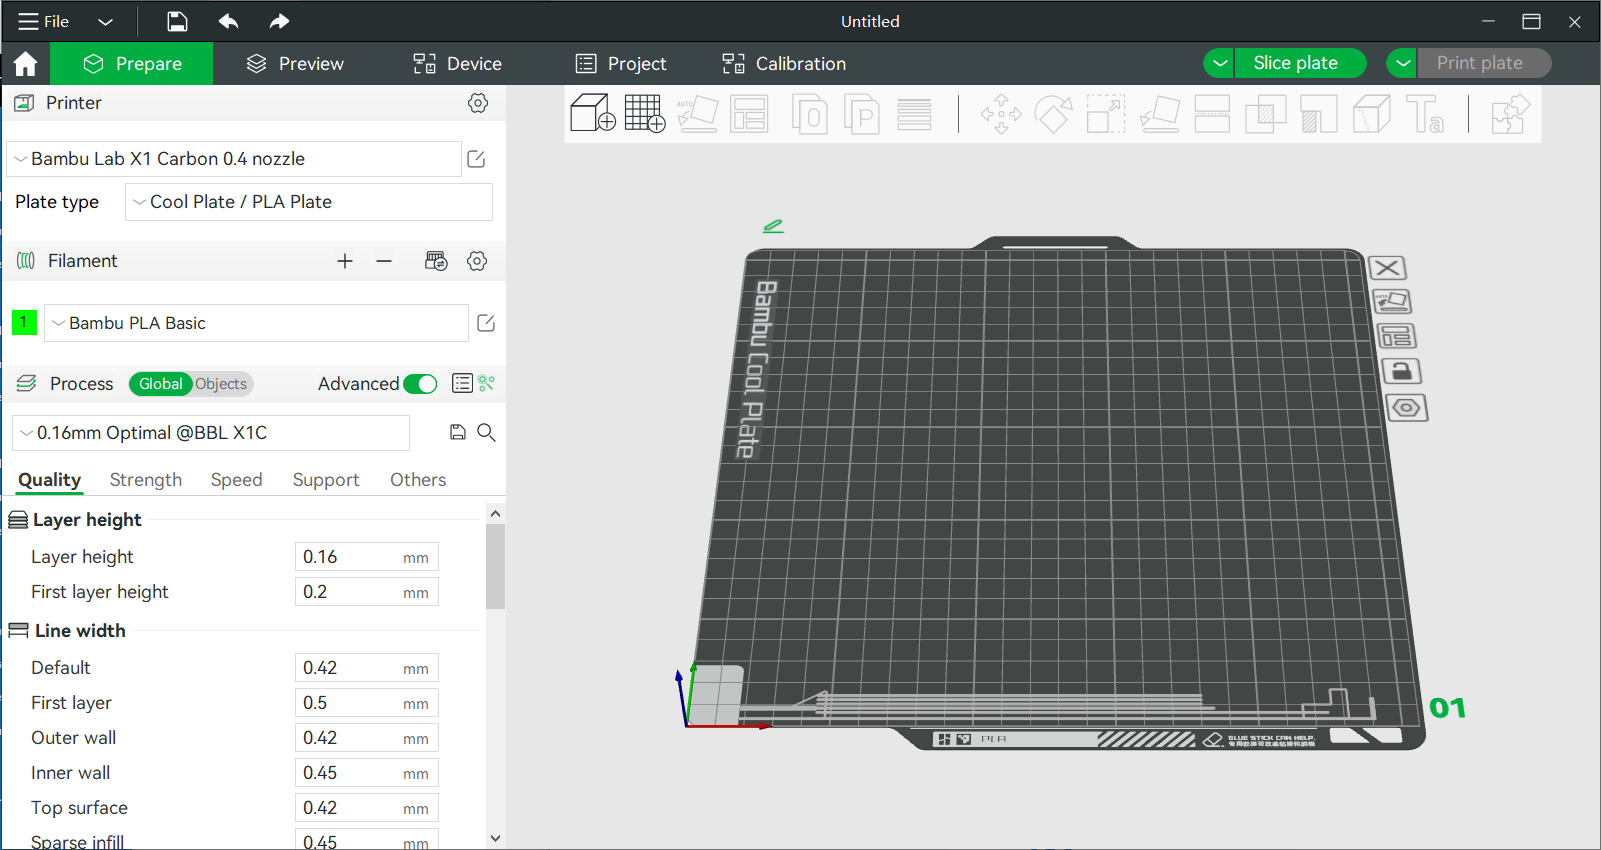 File
Untitled
Prepare
Preview
Device
Project
Calibration
Slice plate
Print plate
Printer
Bambu Lab X1 Carbon 0.4 nozzle
Plate type
Cool Plate / PLA Plate
Filament
1
Bambu PLA Basic
Process
Global
Objects
Advanced
0.16mm Optimal @BBL X1C
Quality
Strength
Speed
Support
Others
Layer height
Layer height 0.16 mm
First layer height 0.2 mm
Line width
Default 0.42 mm
First layer 0.5 mm
Outer wall 0.42 mm
Inner wall 0.45 mm
Top surface 0.42 mm
Sparse infill 0.45 mm
AUTO
O
P
Ta
Bambu Cool Plate
AUTO
01
PLA
BLUE STICK CAN HELP.